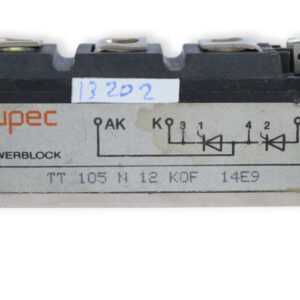 13202
upec
AK K 3 1 4 2
WERBLOCK
TT 105 N 12 KOF 14E9